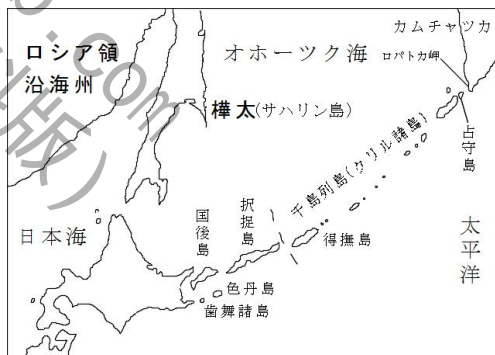 カムチャツカ
ロシア領
沿海州
オホーツク海
ロパトカ岬
樺太(サハリン島)
占守島
千島列島(クリル諸島)
択捉島
国後島
日本海
得撫島
太平洋
色丹島
歯舞諸島
.com
料版)